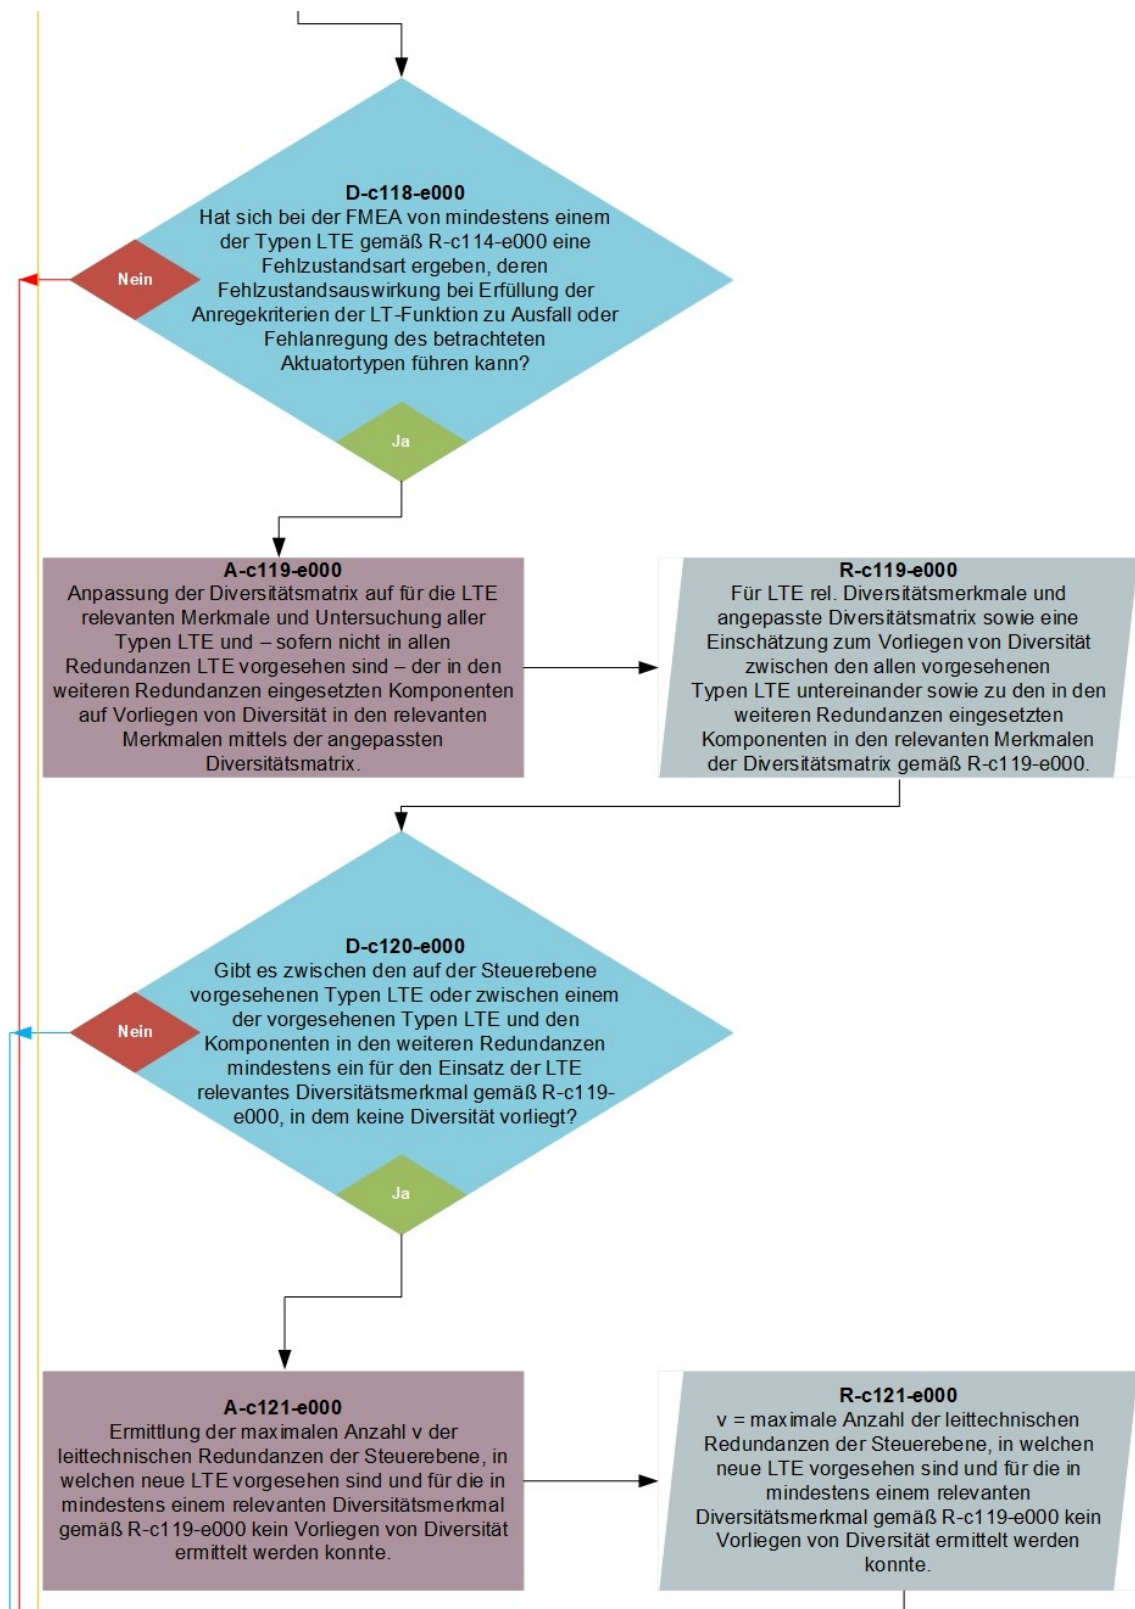 D-c118-e000
Hat sich bei der FMEA von mindestens einem
der Typen LTE gemäß R-c114-e000 eine
Fehlzustandsart ergeben, deren
Fehlzustandsauswirkung bei Erfüllung der
Anregekriterien der LT-Funktion zu Ausfall oder
Fehlanregung des betrachteten
Aktuatortypen führen kann?
Nein
Ja
A-c119-e000
Anpassung der Diversitätsmatrix auf für die LTE
relevanten Merkmale und Untersuchung aller
Typen LTE und – sofern nicht in allen
Redundanzen LTE vorgesehen sind – der in den
weiteren Redundanzen eingesetzten Komponenten
auf Vorliegen von Diversität in den relevanten
Merkmalen mittels der angepassten
Diversitätsmatrix.
R-c119-e000
Für LTE rel. Diversitätsmerkmale und
angepasste Diversitätsmatrix sowie eine
Einschätzung zum Vorliegen von Diversität
zwischen den allen vorgesehenen
Typen LTE untereinander sowie zu den in den
weiteren Redundanzen eingesetzten
Komponenten in den relevanten Merkmalen
der Diversitätsmatrix gemäß R-c119-e000.
D-c120-e000
Gibt es zwischen den auf der Steuerebene
vorgesehenen Typen LTE oder zwischen einem
der vorgesehenen Typen LTE und den
Komponenten in den weiteren Redundanzen
mindestens ein für den Einsatz der LTE
relevantes Diversitätsmerkmal gemäß R-c119-
e000, in dem keine Diversität vorliegt?
Nein
Ja
A-c121-e000
Ermittlung der maximalen Anzahl v der
leittechnischen Redundanzen der Steuerebene, in
welchen neue LTE vorgesehen sind und für die in
mindestens einem relevanten Diversitätsmerkmal
gemäß R-c119-e000 kein Vorliegen von Diversität
ermittelt werden konnte.
R-c121-e000
v = maximale Anzahl der leittechnischen
Redundanzen der Steuerebene, in welchen
neue LTE vorgesehen sind und für die in
mindestens einem relevanten
Diversitätsmerkmal gemäß R-c119-e000 kein
Vorliegen von Diversität ermittelt werden
konnte.